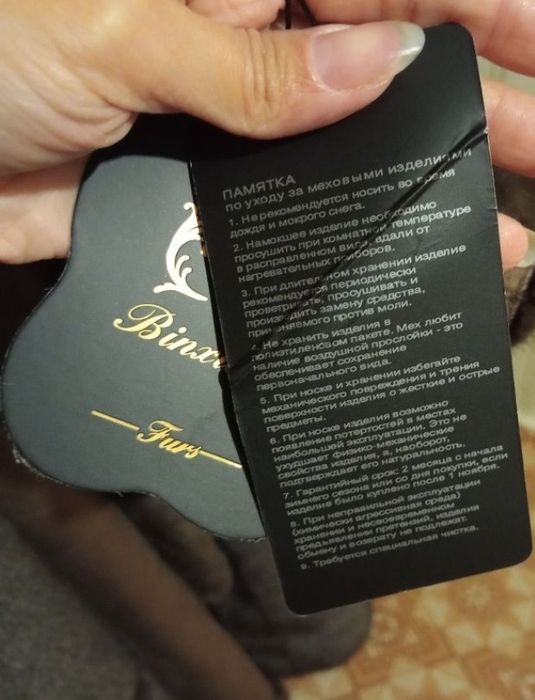 Binx
Furs
ПАМЯТКА
по уходу за меховыми изделиями
1. Не рекомендуется носить во время
дождя и мокрого снега.
2. Намокшее изделие необходимо
просушить при комнатной температуре
в расправленном виде вдали от
нагревательных приборов.
3. При длительном хранении изделие
рекомендуется периодически
проветривать, просушивать и
производить замену средства,
применяемого против моли.
4. Не хранить изделия в
полиэтиленовом пакете. Мех любит
наличие воздушной прослойки - это
обеспечивает сохранение
первоначального вида.
5. При носке и хранении избегайте
механического повреждения и трения
поверхности изделия о жесткие и острые
предметы.
6. При носке изделия возможно
появление потертостей в местах
наибольшей эксплуатации. Это не
ухудшает физико- механические
свойства изделия, а, наоборот,
подтверждает его натуральность.
7. Гарантийный срок: 2 месяца с начала
зимнего сезона или со дня покупки, если
изделие было куплено после 1 ноября.
8. При неправильной эксплуатации
(химически агрессивная среда)
хранении и несвоевременном
предъявлении претензий, изделия
обмену и возврату не подлежат.
9. Требуется специальная чистка.